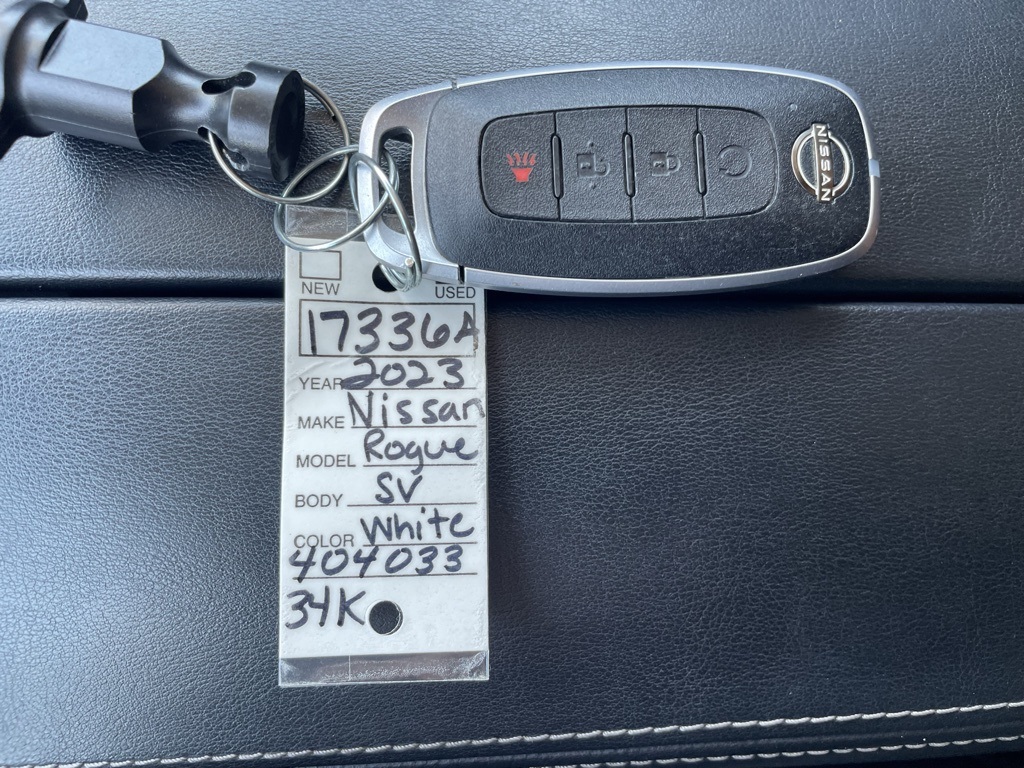 NISSAN
NEW USED
17336A
YEAR 2023
MAKE Nissan
MODEL Rogue
BODY SV
COLOR White
404033
34K